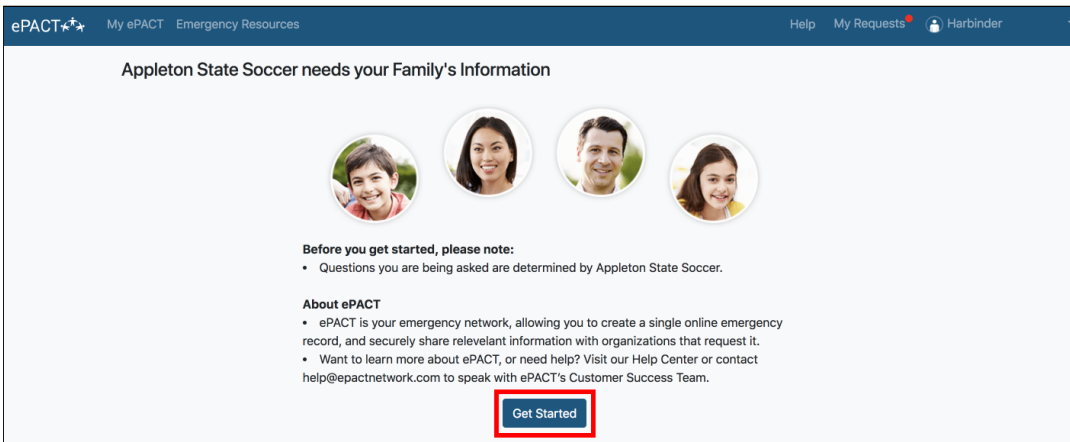 ePACT My ePACT Emergency Resources Help My Requests Harbinder
Appleton State Soccer needs your Family's Information
Before you get started, please note:
• Questions you are being asked are determined by Appleton State Soccer.
About ePACT
• ePACT is your emergency network, allowing you to create a single online emergency
record, and securely share relevelant information with organizations that request it.
• Want to learn more about ePACT, or need help? Visit our Help Center or contact
help@epactnetwork.com to speak with ePACT’s Customer Success Team.
Get Started